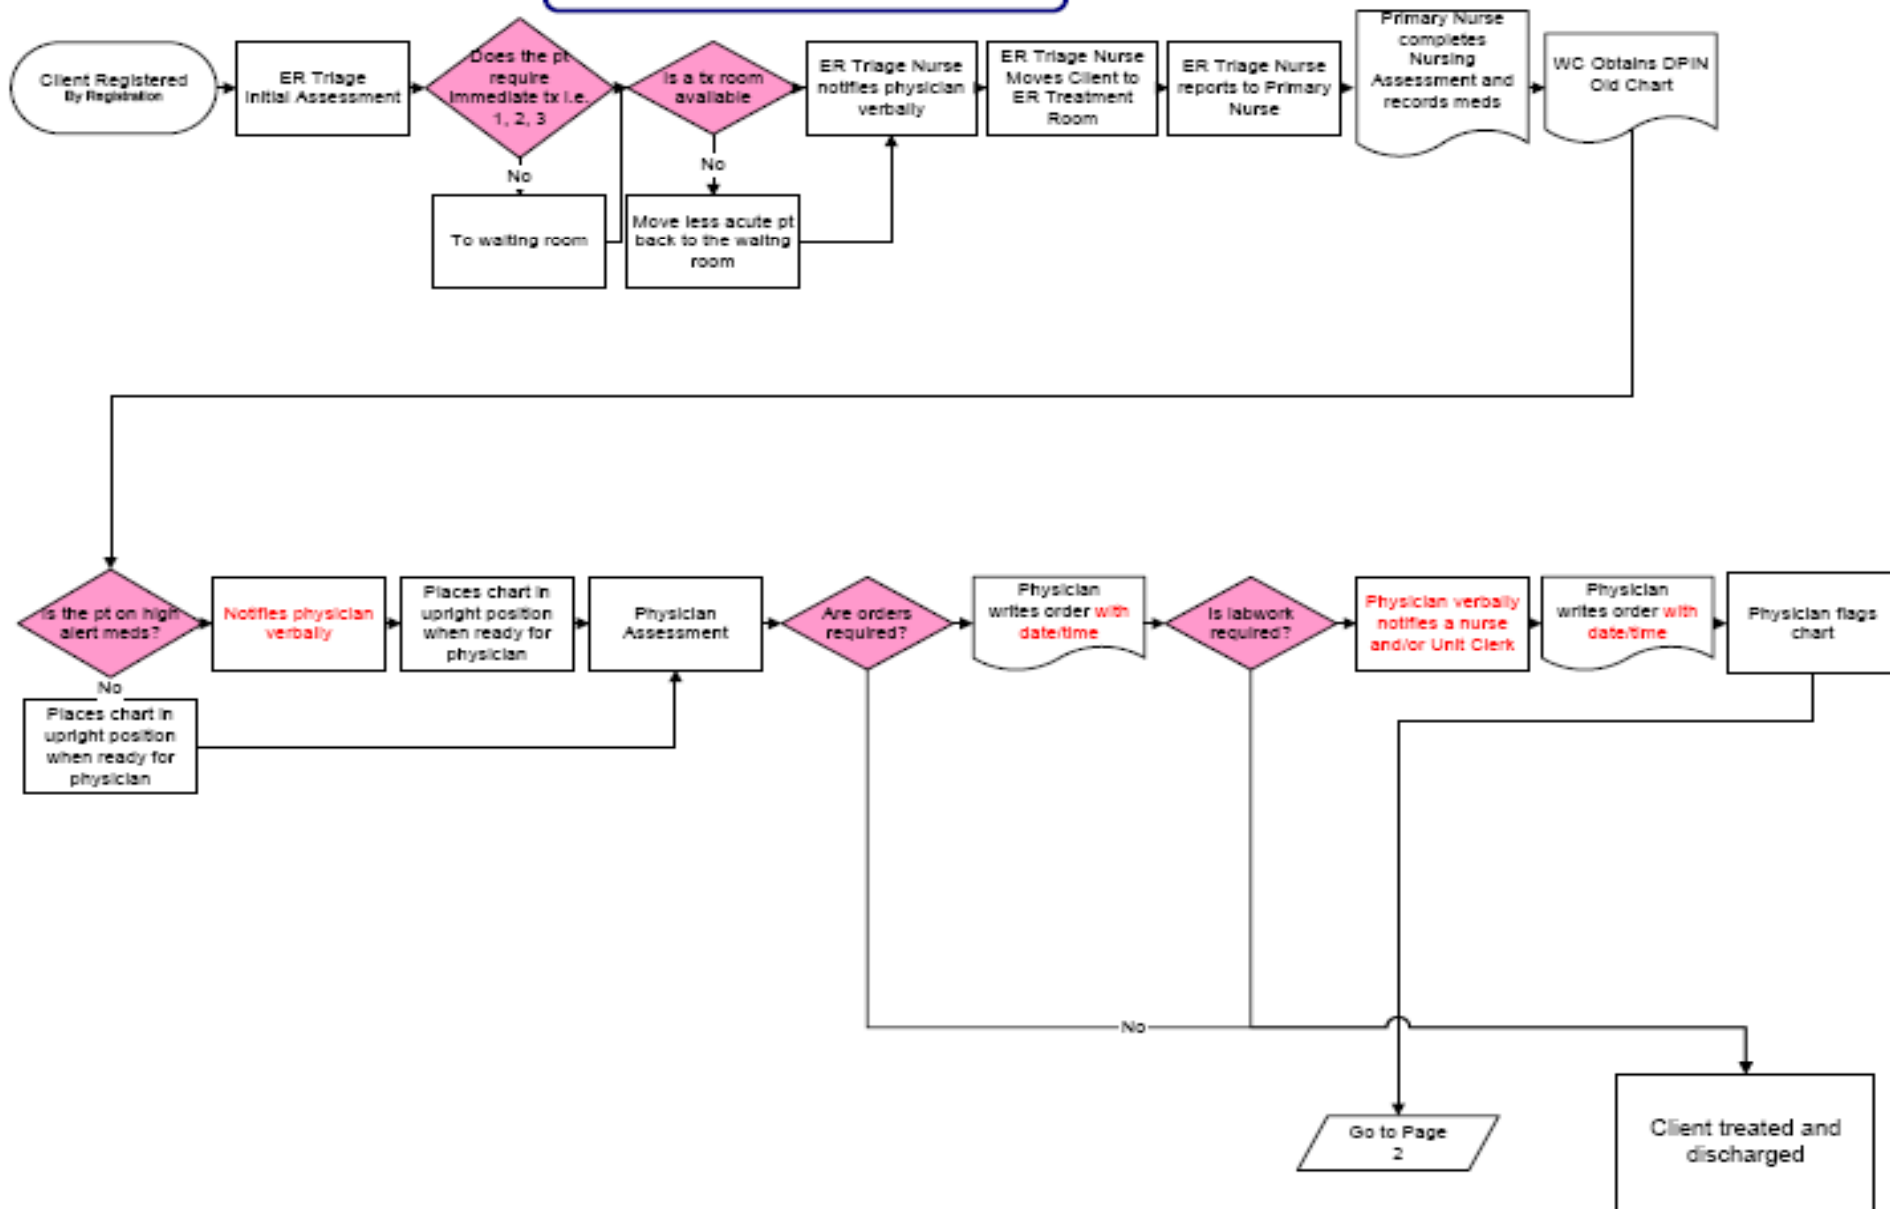 Client Registered
By Registration
ER Triage
Initial Assessment
Does the pt
require
immediate tx i.e.
1, 2, 3
Is a tx room
available
ER Triage Nurse
notifies physician
verbally
ER Triage Nurse
Moves Client to
ER Treatment
Room
ER Triage Nurse
reports to Primary
Nurse
Primary Nurse
completes
Nursing
Assessment and
records meds
WC Obtains DPIN
Old Chart
No
No
To waiting room
Move less acute pt
back to the waitng
room
Is the pt on high
alert meds?
Notifies physician
verbally
Places chart in
upright position
when ready for
physician
Physician
Assessment
Are orders
required?
Physician
writes order with
date/time
Is labwork
required?
Physician verbally
notifies a nurse
and/or Unit Clerk
Physician
writes order with
date/time
Physician flags
chart
No
Places chart in
upright position
when ready for
physician
No
Go to Page
2
Client treated and
discharged